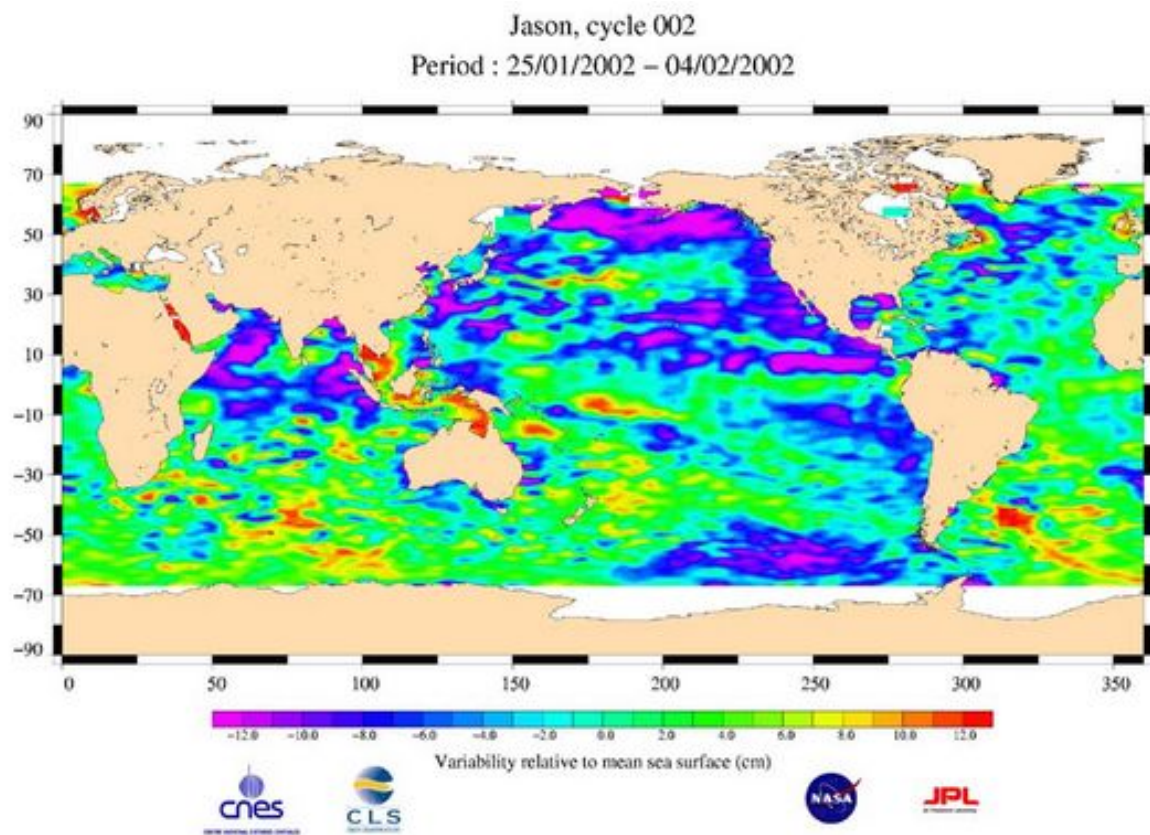 Jason, cycle 002
Period : 25/01/2002 – 04/02/2002
90
70
50
30
10
−10
−30
−50
−70
−90
0 50 100 150 200 250 300 350
−12.0 −10.0 −8.0 −6.0 −4.0 −2.0 0.0 2.0 4.0 6.0 8.0 10.0 12.0
Variability relative to mean sea surface (cm)
cnes
CLS
NASA
JPL